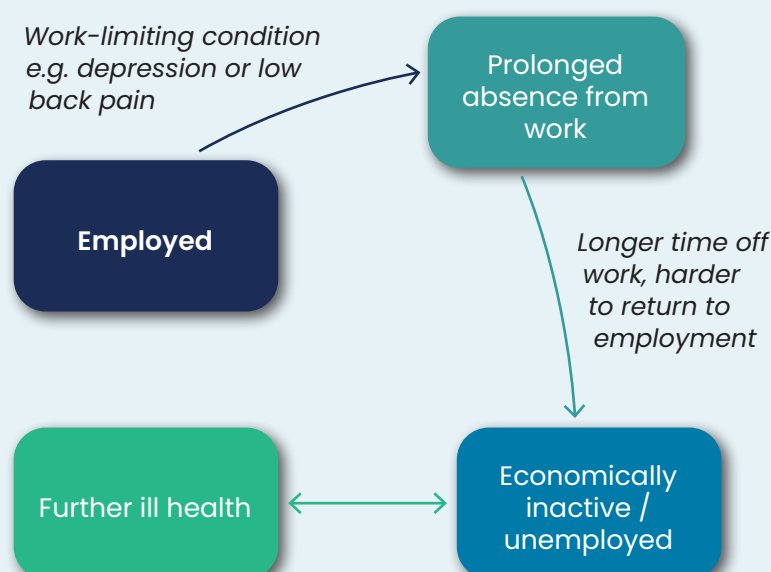 Work-limiting condition
e.g. depression or low
back pain
Prolonged
absence from
work
Employed
Longer time off
work, harder
to return to
employment
Economically
inactive /
unemployed
Further ill health